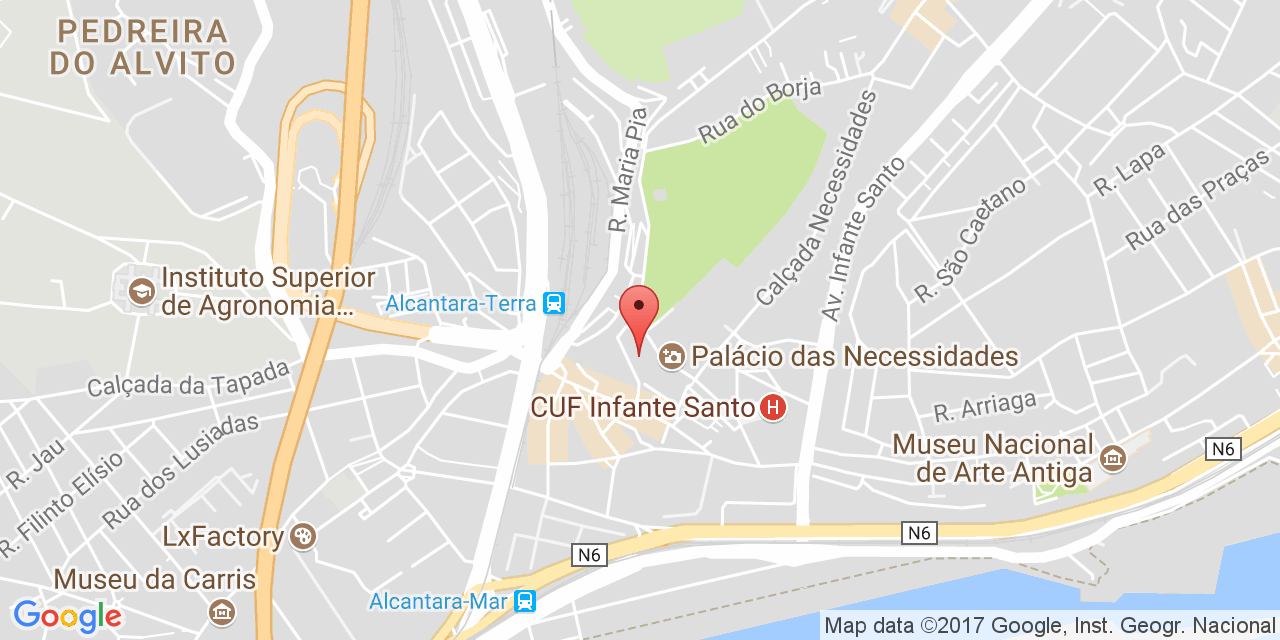 PEDREIRA
DO ALVITO
Rua do Borja
R. Maria Pia
Calçada Necessidades
Av. Infante Santo
R. Lapa
Rua das Praças
R. São Caetano
Instituto Superior
de Agronomia...
Alcantara-Terra
Palácio das Necessidades
Calçada da Tapada
CUF Infante Santo
H
R. Arriaga
Museu Nacional
de Arte Antiga
N6
R. Jau
R. Filinto Elísio
Rua dos Lusiadas
LxFactory
N6
N6
Museu da Carris
Alcantara-Mar
Google
Map data ©2017 Google, Inst. Geogr. Nacional